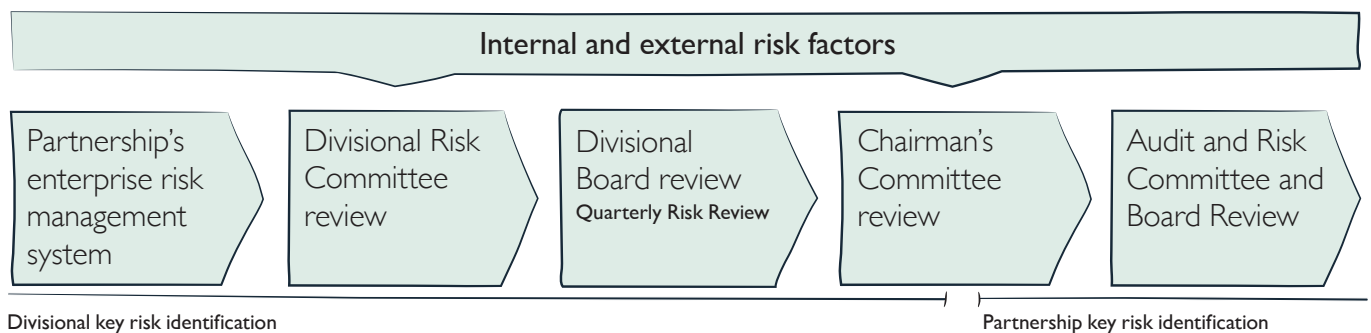 Internal and external risk factors
Partnership's
enterprise risk
management
system
Divisional Risk
Committee
review
Divisional
Board review
Quarterly Risk Review
Chairman's
Committee
review
Audit and Risk
Committee and
Board Review
Divisional key risk identification
Partnership key risk identification